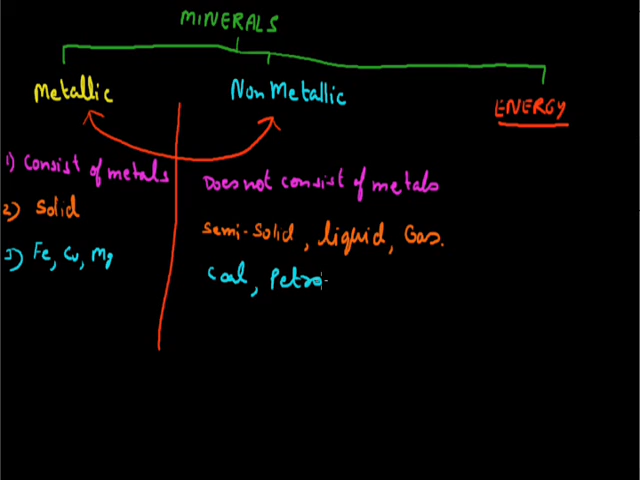 MINERALS
Metallic
Non Metallic
ENERGY
1) Consist of metals
Does not consist of metals
2) Solid
Semi-Solid, liquid, Gas.
3) Fe, Cu, Mg
Coal, Petro